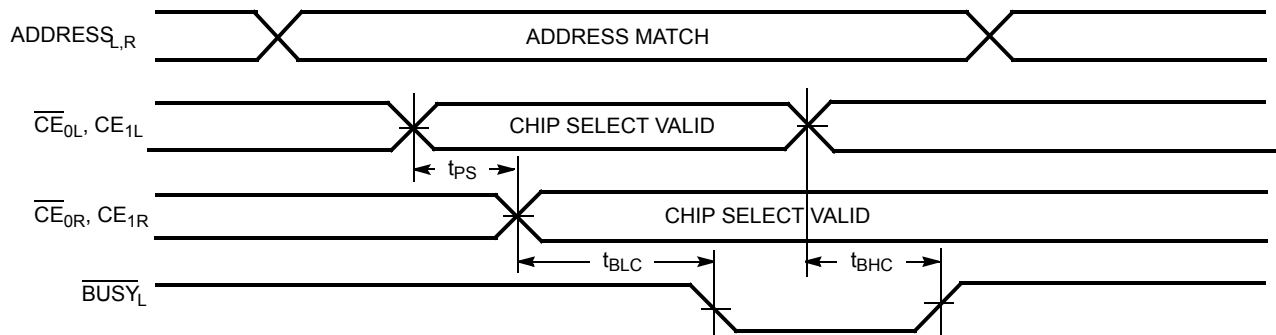 ADDRESSL,R
ADDRESS MATCH
CE0L, CE1L
CHIP SELECT VALID
tPS
CE0R, CE1R
CHIP SELECT VALID
tBLC
tBHC
BUSYL